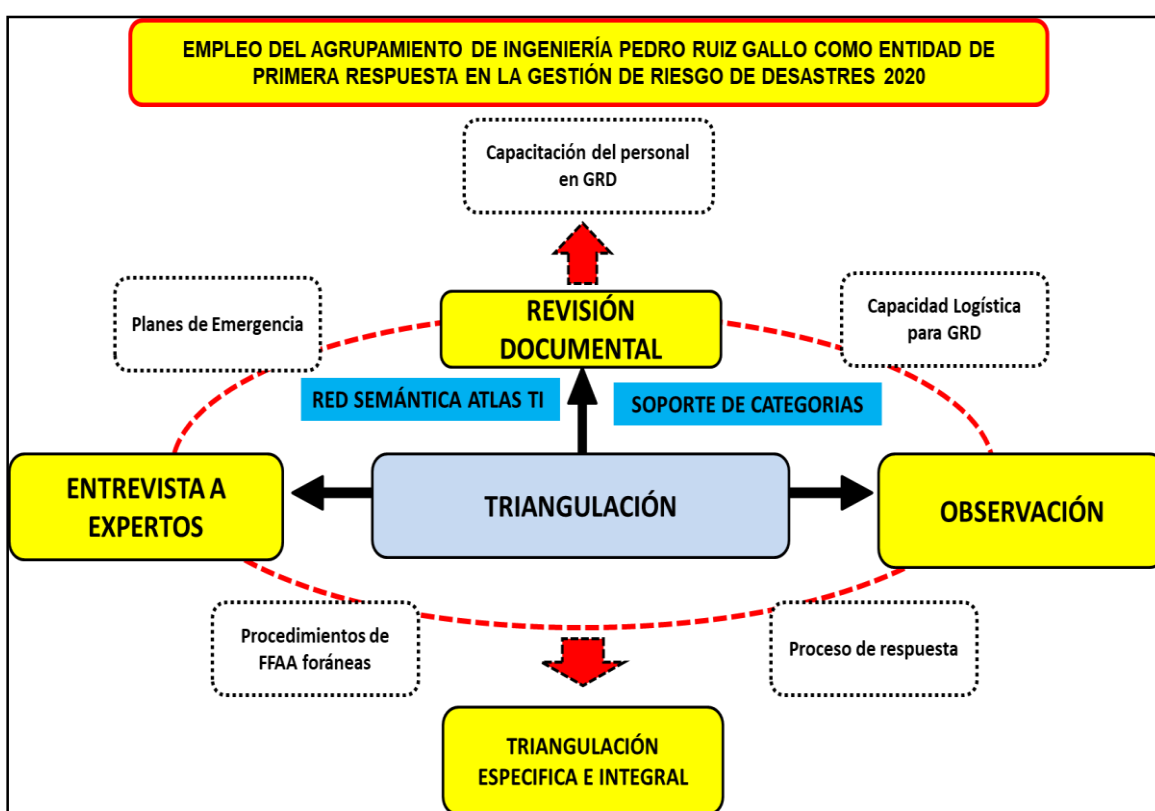 EMPLEO DEL AGRUPAMIENTO DE INGENIERÍA PEDRO RUIZ GALLO COMO ENTIDAD DE
PRIMERA RESPUESTA EN LA GESTIÓN DE RIESGO DE DESASTRES 2020
Capacitación del personal
en GRD
Planes de Emergencia
REVISIÓN
DOCUMENTAL
Capacidad Logística
para GRD
RED SEMÁNTICA ATLAS TI
SOPORTE DE CATEGORIAS
ENTREVISTA A
EXPERTOS
TRIANGULACIÓN
OBSERVACIÓN
Procedimientos de
FFAA foráneas
Proceso de respuesta
TRIANGULACIÓN
ESPECIFICA E INTEGRAL